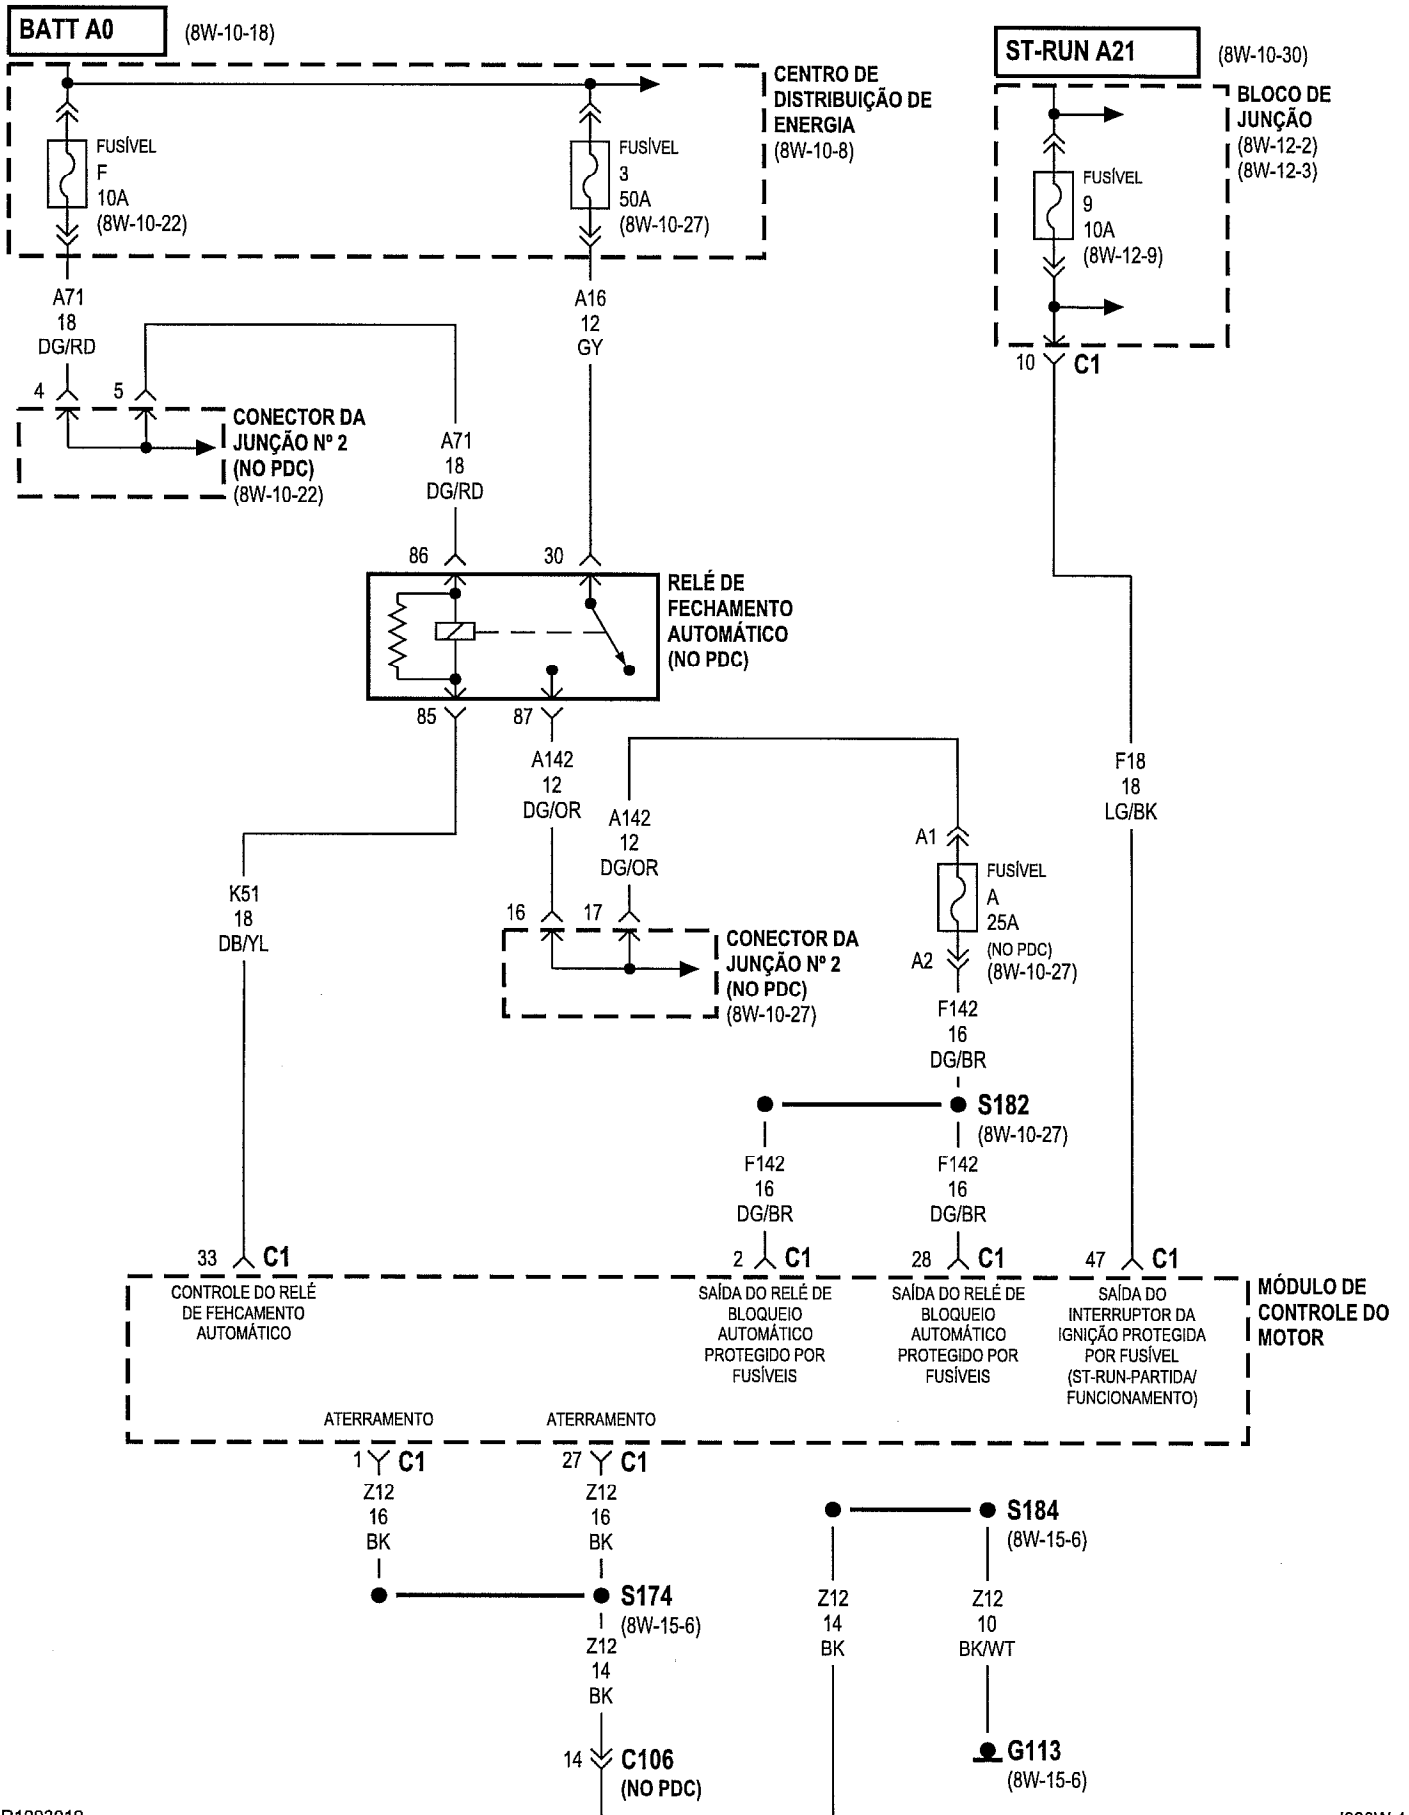 BATT A0
(8W-10-18)
ST-RUN A21
(8W-10-30)
CENTRO DE
DISTRIBUIÇÃO DE
ENERGIA
(8W-10-8)
BLOCO DE
JUNÇÃO
(8W-12-2)
(8W-12-3)
FUSÍVEL
F
10A
(8W-10-22)
FUSÍVEL
3
50A
(8W-10-27)
FUSÍVEL
9
10A
(8W-12-9)
A71
18
DG/RD
A16
12
GY
10
C1
4
5
CONECTOR DA
JUNÇÃO Nº 2
(NO PDC)
(8W-10-22)
A71
18
DG/RD
86
30
RELÉ DE
FECHAMENTO
AUTOMÁTICO
(NO PDC)
85
87
A142
12
DG/OR
A142
12
DG/OR
F18
18
LG/BK
A1
FUSÍVEL
A
25A
(NO PDC)
(8W-10-27)
A2
K51
18
DB/YL
16
17
CONECTOR DA
JUNÇÃO Nº 2
(NO PDC)
(8W-10-27)
F142
16
DG/BR
S182
(8W-10-27)
F142
16
DG/BR
F142
16
DG/BR
33
C1
2
C1
28
C1
47
C1
CONTROLE DO RELÉ
DE FEHCAMENTO
AUTOMÁTICO
SAÍDA DO RELÉ DE
BLOQUEIO
AUTOMÁTICO
PROTEGIDO POR
FUSÍVEIS
SAÍDA DO RELÉ DE
BLOQUEIO
AUTOMÁTICO
PROTEGIDO POR
FUSÍVEIS
SAÍDA DO
INTERRUPTOR DA
IGNIÇÃO PROTEGIDA
POR FUSÍVEL
(ST-RUN-PARTIDA/
FUNCIONAMENTO)
MÓDULO DE
CONTROLE DO
MOTOR
ATERRAMENTO
ATERRAMENTO
1
C1
27
C1
Z12
16
BK
Z12
16
BK
S184
(8W-15-6)
S174
(8W-15-6)
Z12
14
BK
Z12
14
BK
Z12
10
BK/WT
14
C106
(NO PDC)
G113
(8W-15-6)